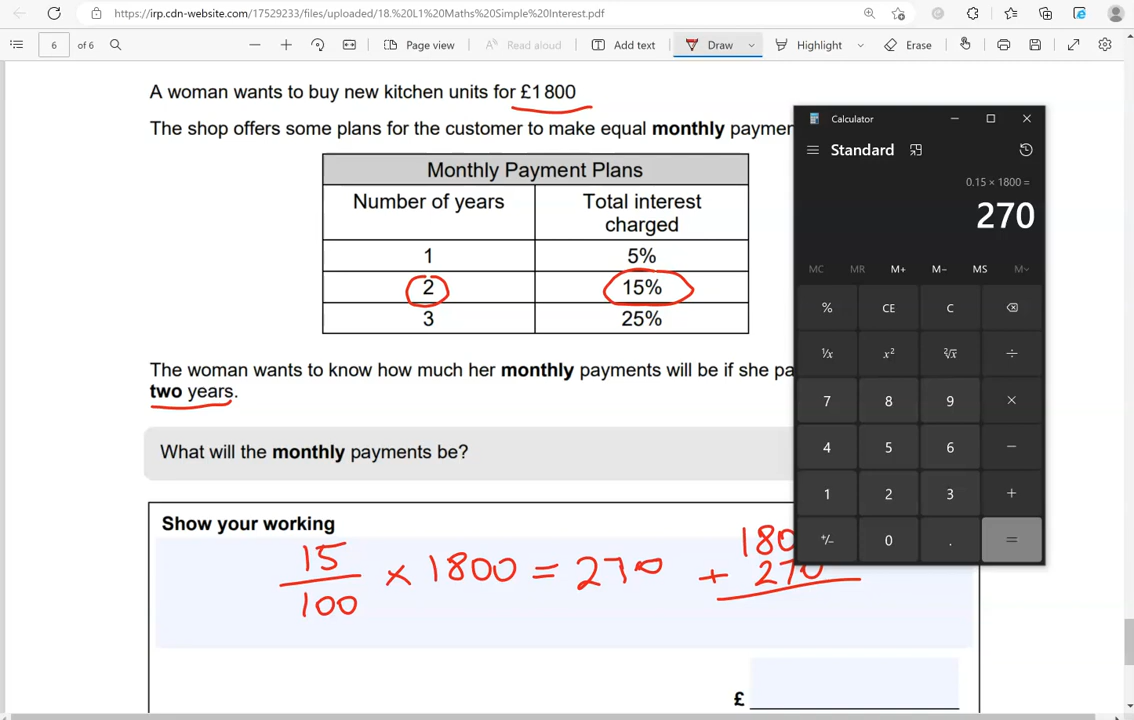 https://irp.cdn-website.com/17529233/files/uploaded/18.%20L1%20Maths%20Simple%20Interest.pdf
6 of 6 Page view Read aloud Add text Draw Highlight Erase
A woman wants to buy new kitchen units for £1800
The shop offers some plans for the customer to make equal monthly
Monthly Payment Plans
Number of years Total interest charged
1 5%
2 15%
3 25%
The woman wants to know how much her monthly payments will be if she
two years.
What will the monthly payments be?
Show your working
15/100 × 1800 = 270
180
+ 270
£
Calculator
Standard
0.15 × 1800 =
270
MC MR M+ M− MS M˅
% CE C
¹/x x² ²√x ÷
7 8 9 ×
4 5 6 −
1 2 3 +
+/− 0 . =